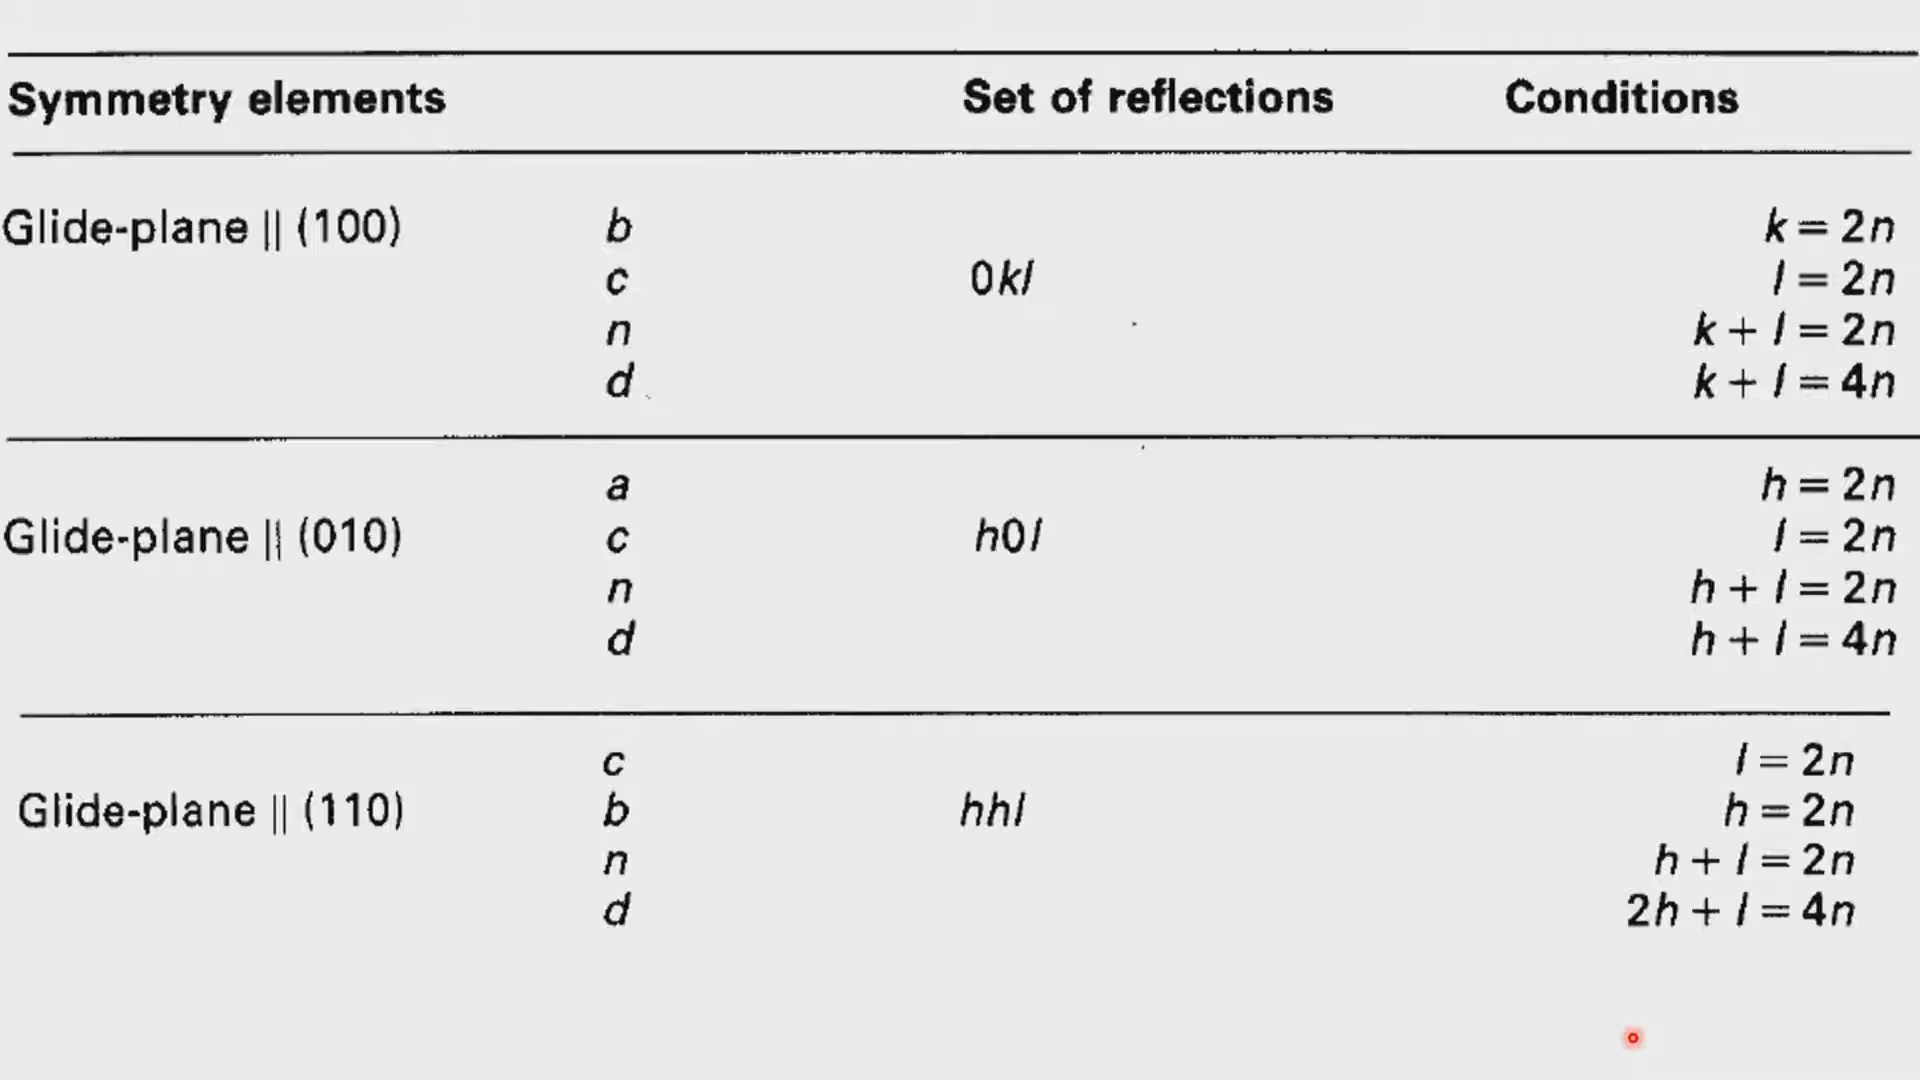 Symmetry elements Set of reflections Conditions
b k = 2n
Glide-plane || (100) c 0kl l = 2n
n k + l = 2n
d k + l = 4n
a h = 2n
Glide-plane || (010) c h0l l = 2n
n h + l = 2n
d h + l = 4n
c l = 2n
Glide-plane || (110) b hhl h = 2n
n h + l = 2n
d 2h + l = 4n